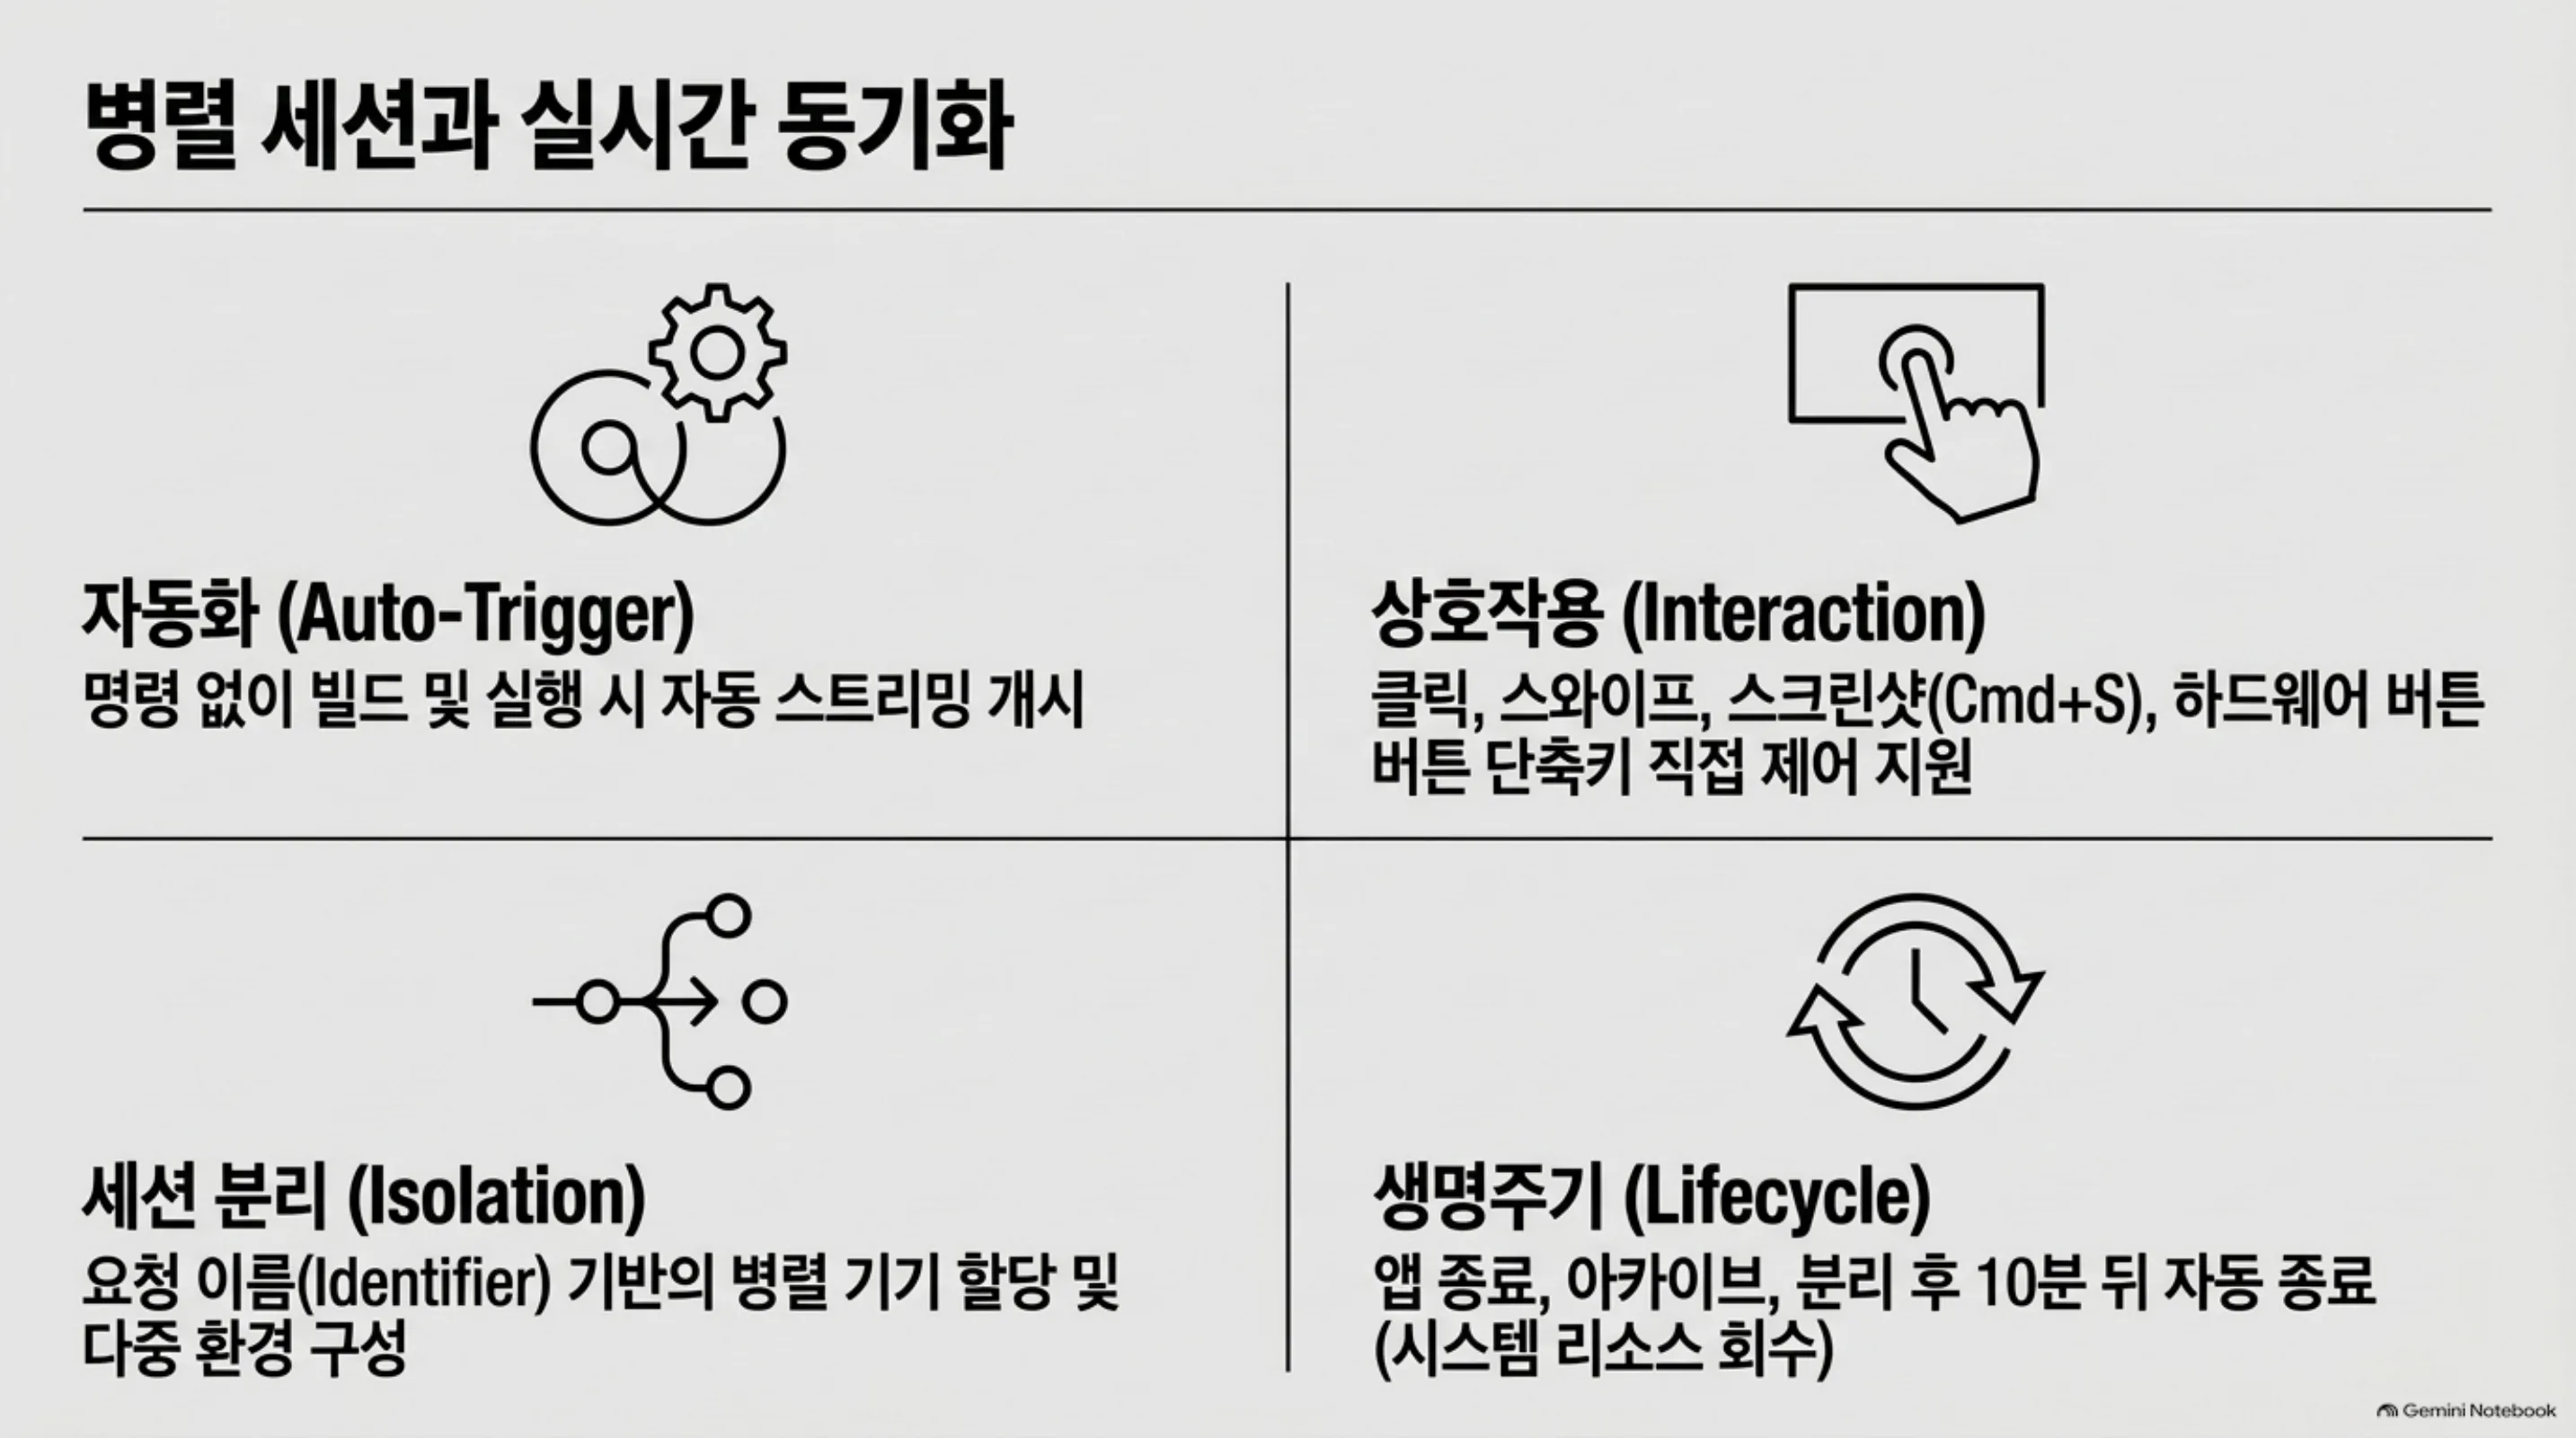 병렬 세션과 실시간 동기화
자동화 (Auto-Trigger)
명령 없이 빌드 및 실행 시 자동 스트리밍 개시
상호작용 (Interaction)
클릭, 스와이프, 스크린샷(Cmd+S), 하드웨어 버튼
버튼 단축키 직접 제어 지원
세션 분리 (Isolation)
요청 이름(Identifier) 기반의 병렬 기기 할당 및
다중 환경 구성
생명주기 (Lifecycle)
앱 종료, 아카이브, 분리 후 10분 뒤 자동 종료
(시스템 리소스 회수)
Gemini Notebook